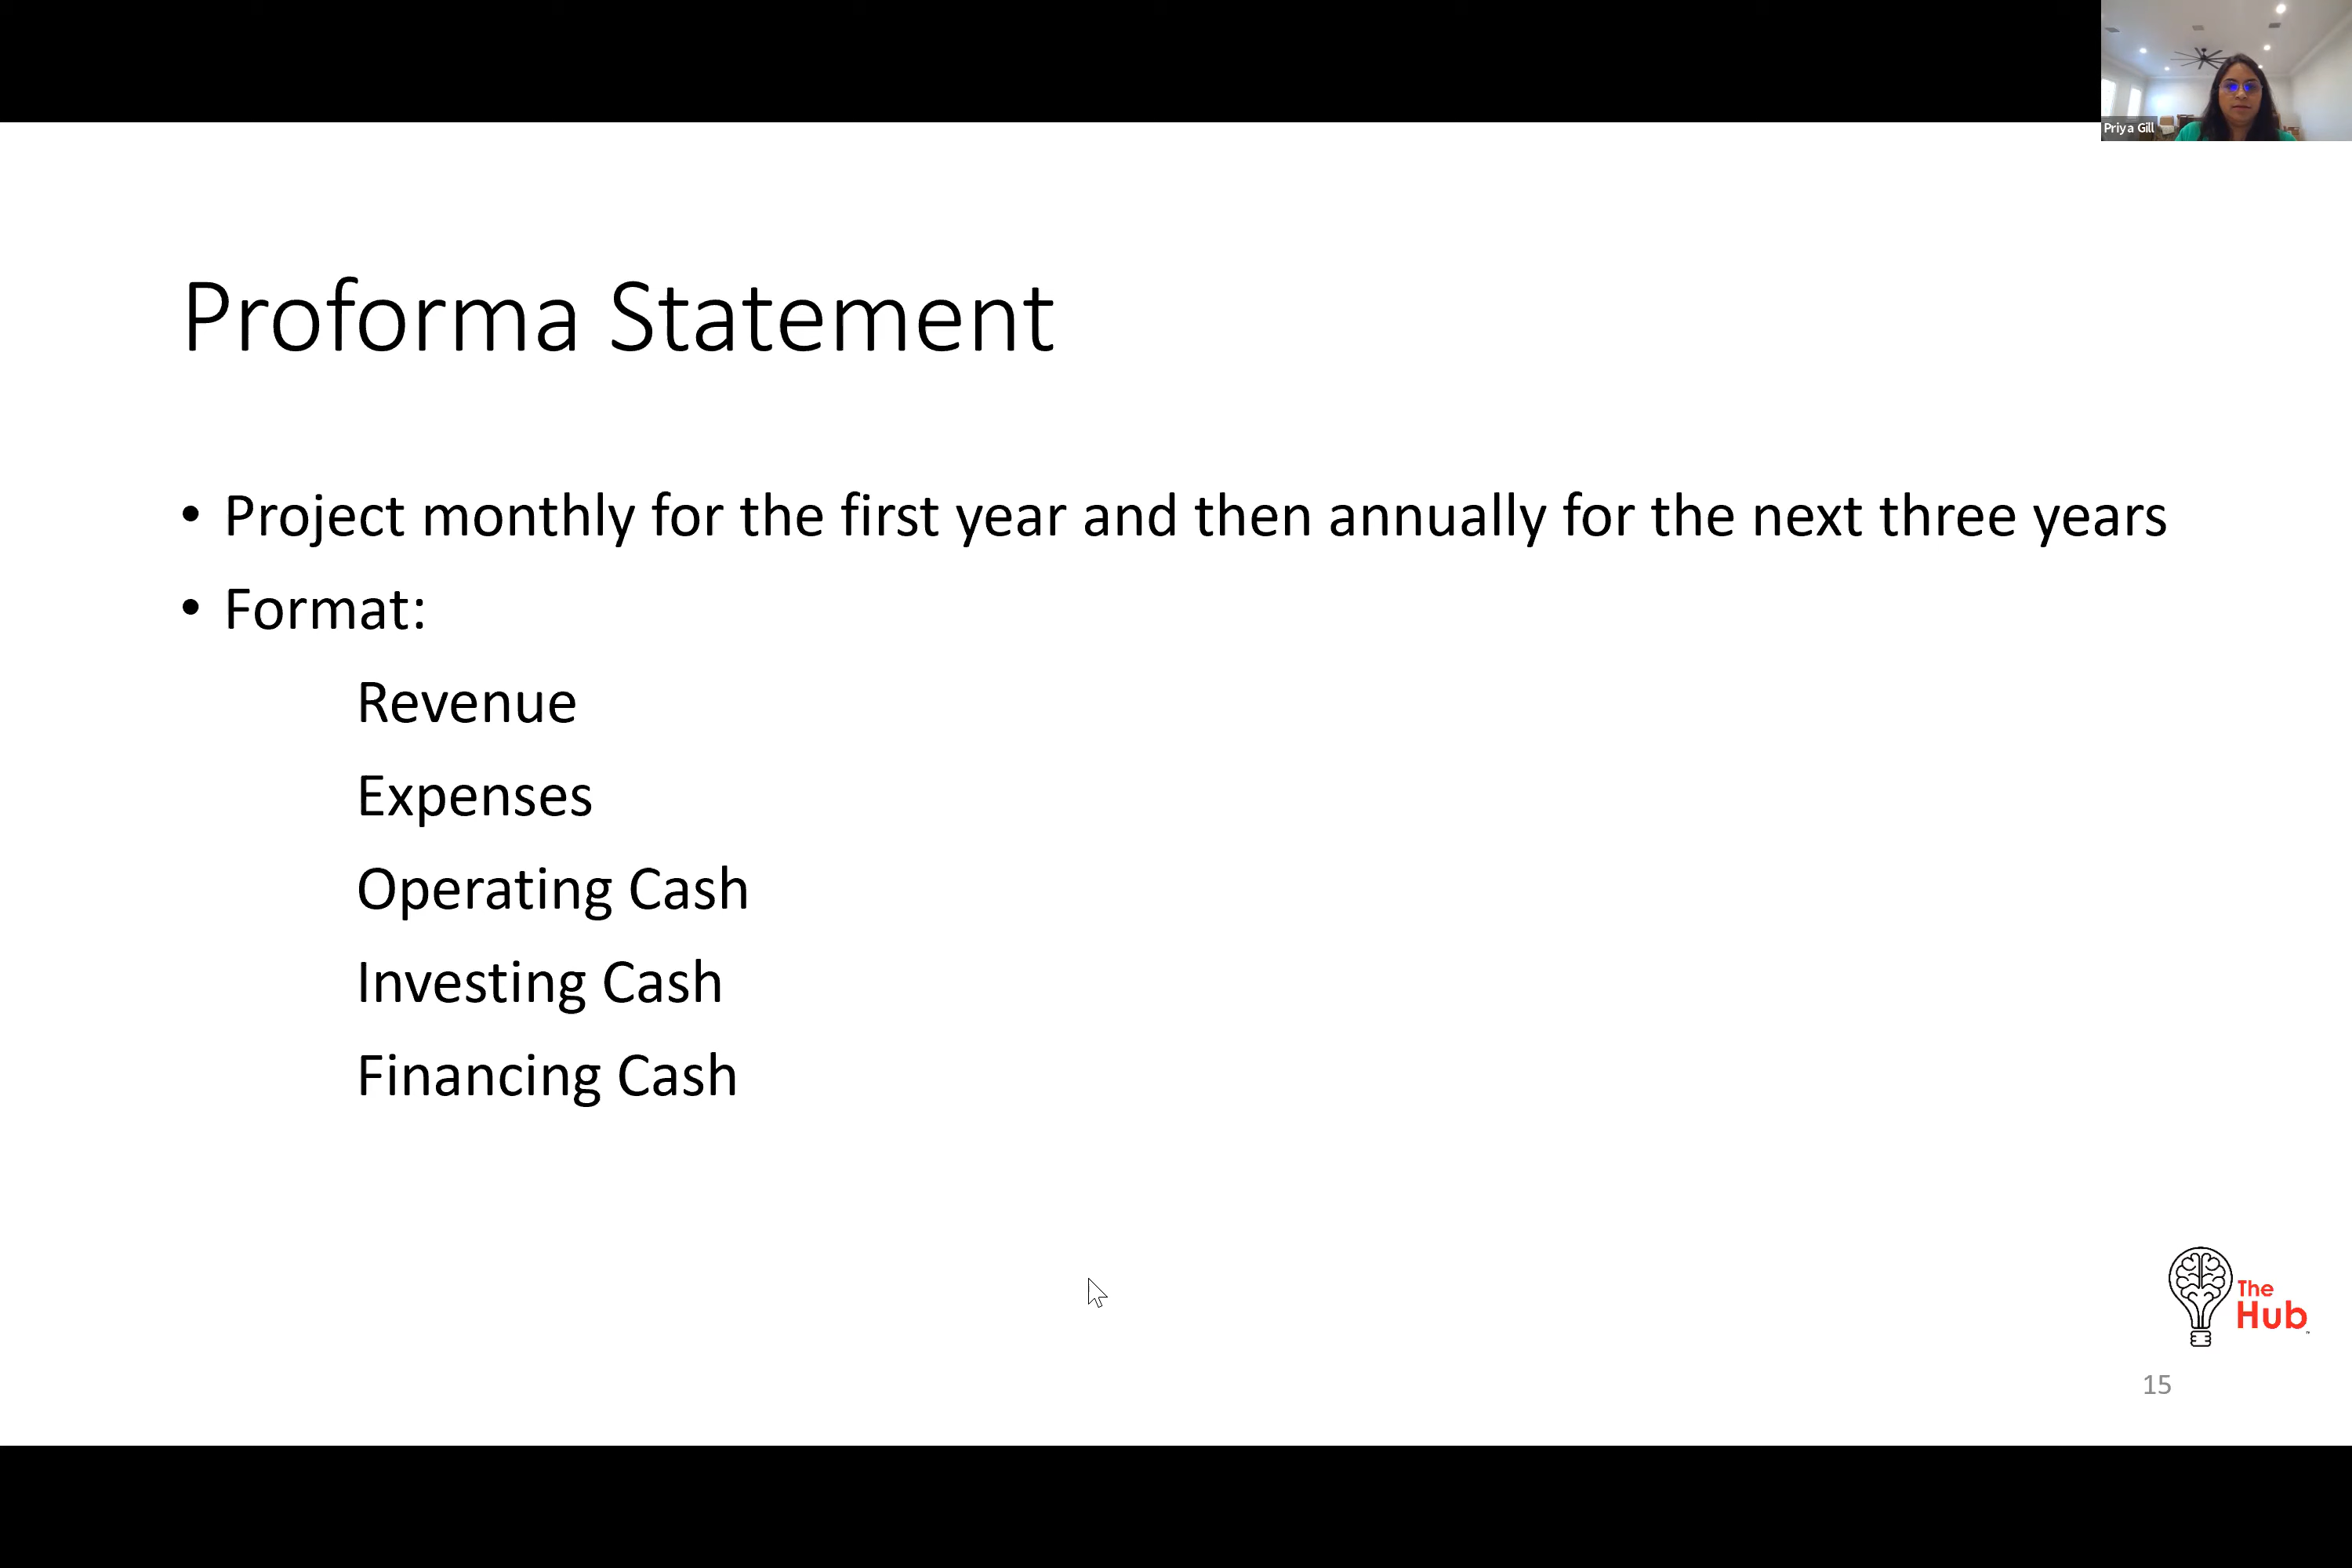 Priya Gill
Proforma Statement
• Project monthly for the first year and then annually for the next three years
• Format:
Revenue
Expenses
Operating Cash
Investing Cash
Financing Cash
The
Hub
15